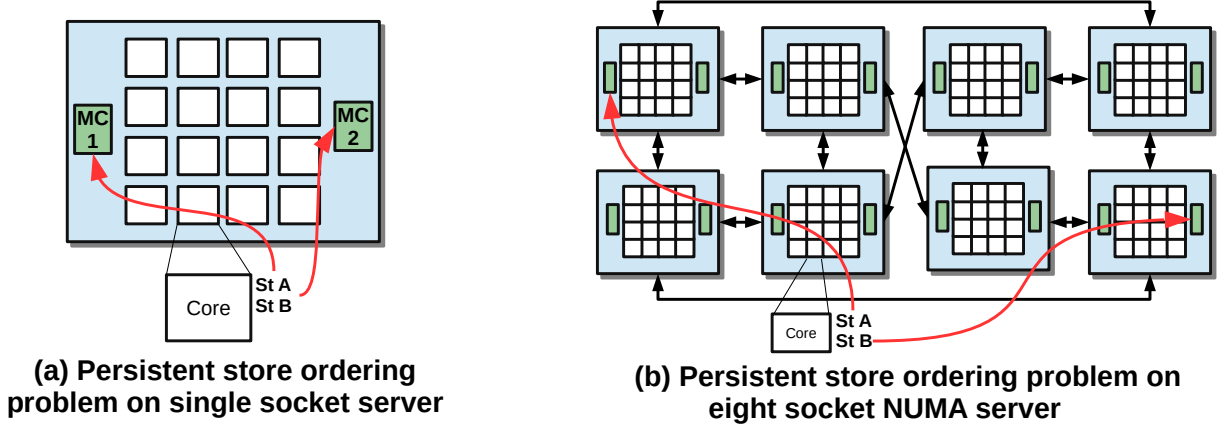 MC
1
MC
2
St A
St B
Core
(a) Persistent store ordering
problem on single socket server
St A
St B
Core
(b) Persistent store ordering problem on
eight socket NUMA server